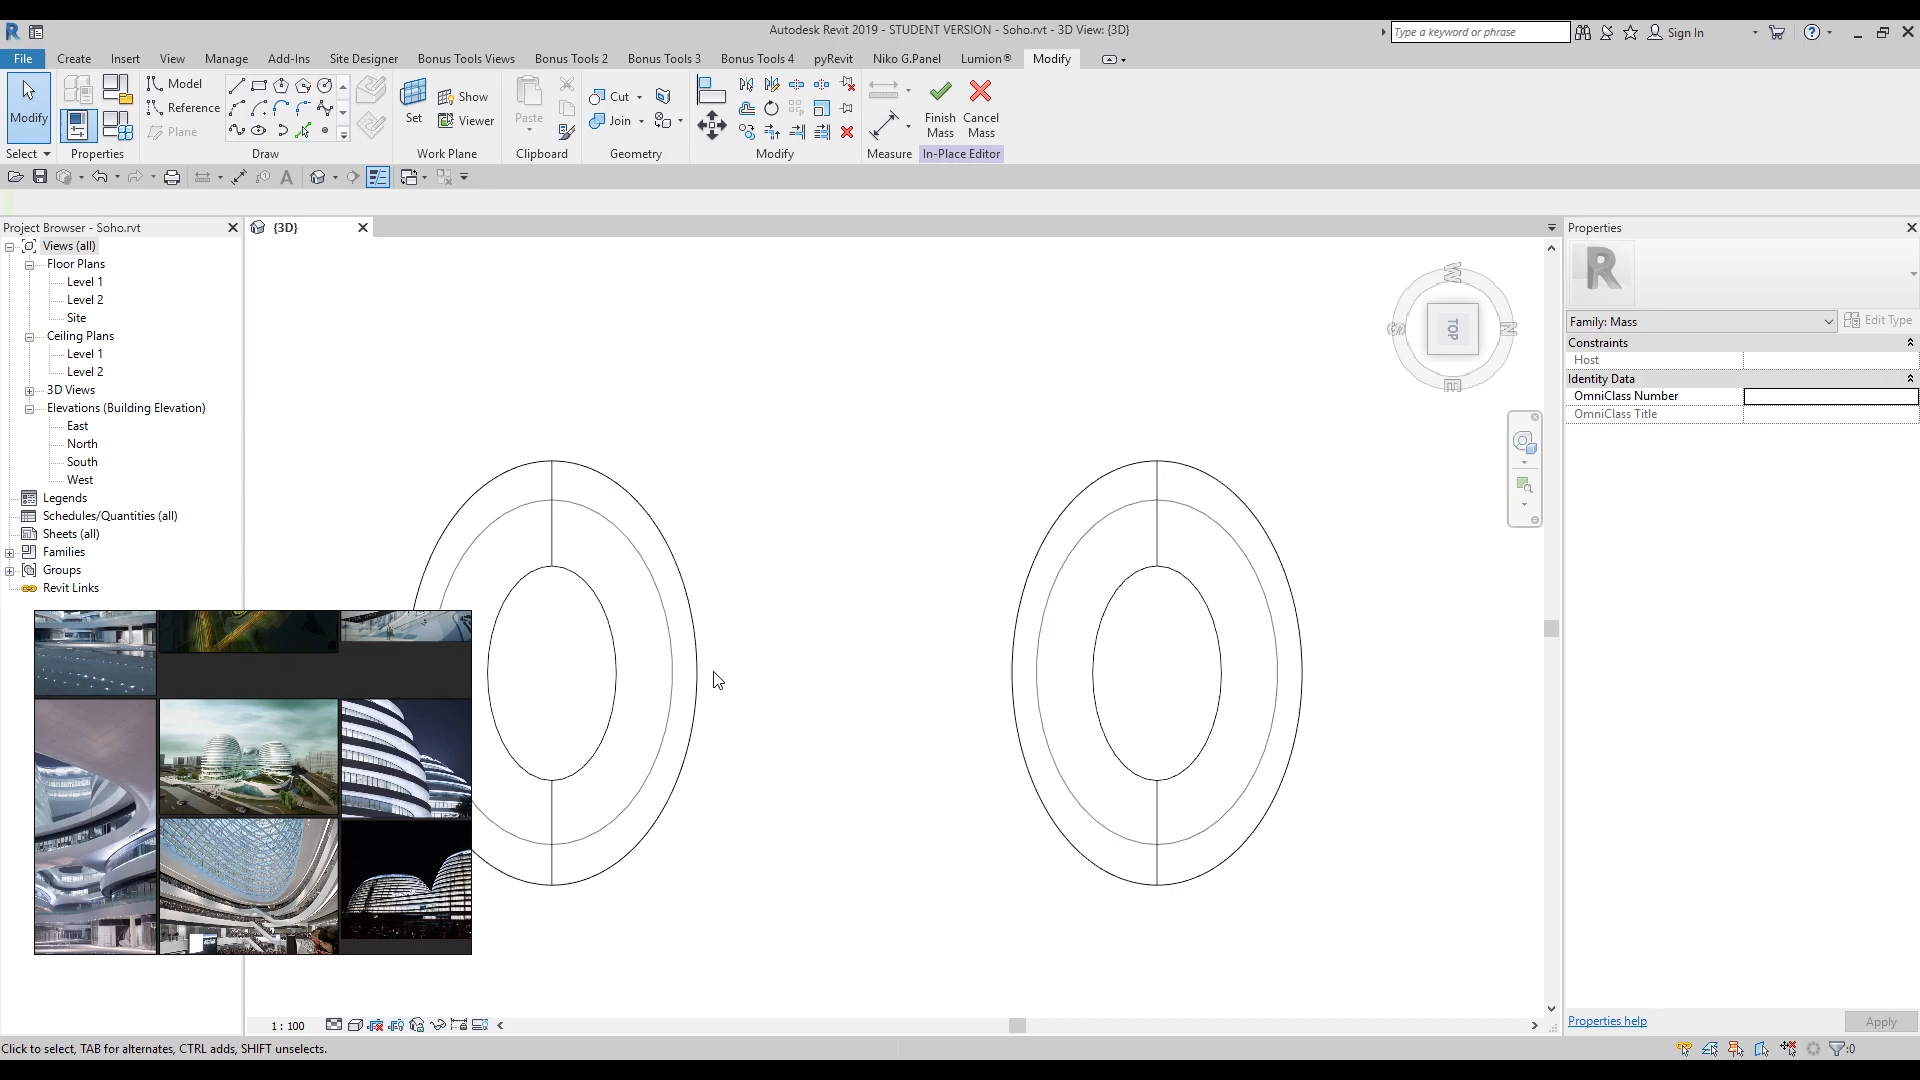 Autodesk Revit 2019 - STUDENT VERSION - Soho.rvt - 3D View: {3D}
Type a keyword or phrase
Sign In
File Create Insert View Manage Add-Ins Site Designer Bonus Tools Views Bonus Tools 2 Bonus Tools 3 Bonus Tools 4 pyRevit Niko G.Panel Lumion® Modify
Modify
Model
Reference
Plane
Set
Show
Viewer
Paste
Cut
Join
Finish Cancel
Mass Mass
Select Properties Draw Work Plane Clipboard Geometry Modify Measure In-Place Editor
Project Browser - Soho.rvt
Views (all)
Floor Plans
Level 1
Level 2
Site
Ceiling Plans
Level 1
Level 2
3D Views
Elevations (Building Elevation)
East
North
South
West
Legends
Schedules/Quantities (all)
Sheets (all)
Families
Groups
Revit Links
{3D}
W
S
TOP
N
E
Properties
R
Family: Mass
Edit Type
Constraints
Host
Identity Data
OmniClass Number
OmniClass Title
Properties help
Apply
1 : 100
Click to select, TAB for alternates, CTRL adds, SHIFT unselects.
:0